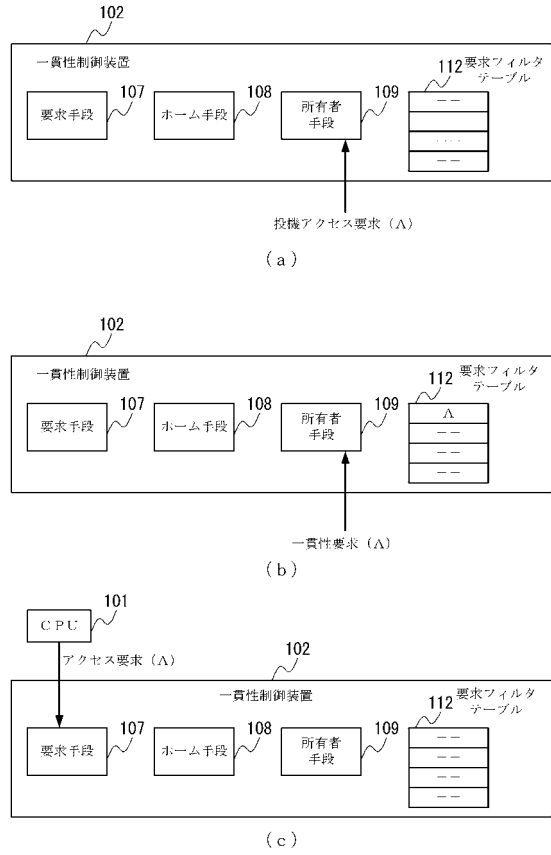 102
一貫性制御装置
112 要求フィルタ
テーブル
107
108
109
要求手段
ホーム手段
所有者
手段
−−
‥‥
−−
投機アクセス要求(A)
(a)
102
一貫性制御装置
要求フィルタ
112 テーブル
107
108
109
要求手段
ホーム手段
所有者
手段
A
−−
−−
−−
一貫性要求(A)
(b)
101
CPU
アクセス要求(A)
102
一貫性制御装置
要求フィルタ
112 テーブル
107
108
109
要求手段
ホーム手段
所有者
手段
−−
−−
−−
−−
(c)